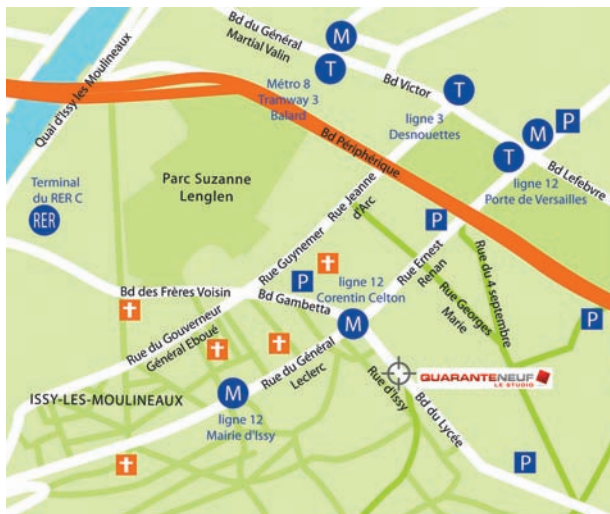 Bd du Général
Martial Valin
M
T
Quai d'Issy les Moulineaux
Métro 8
Tramway 3
Balard
Bd Victor
T
ligne 3
Desnouettes
M
P
T
Bd Lefebvre
ligne 12
Porte de Versailles
Bd Périphérique
Parc Suzanne
Lenglen
Terminal
du RER C
RER
Rue Jeanne
d'Arc
Rue Guynemer
P
Rue Ernest
Renan
Rue du 4 septembre
Rue Georges
Marie
P
ligne 12
Corentin Celton
P
Bd des Frères Voisin
Bd Gambetta
M
Rue du Gouverneur
Général Eboué
Rue du Général
Leclerc
Rue d'Issy
QUARANTENEUF
LE STUDIO
Bd du Lycée
ISSY-LES-MOULINEAUX
M
ligne 12
Mairie d'Issy
P